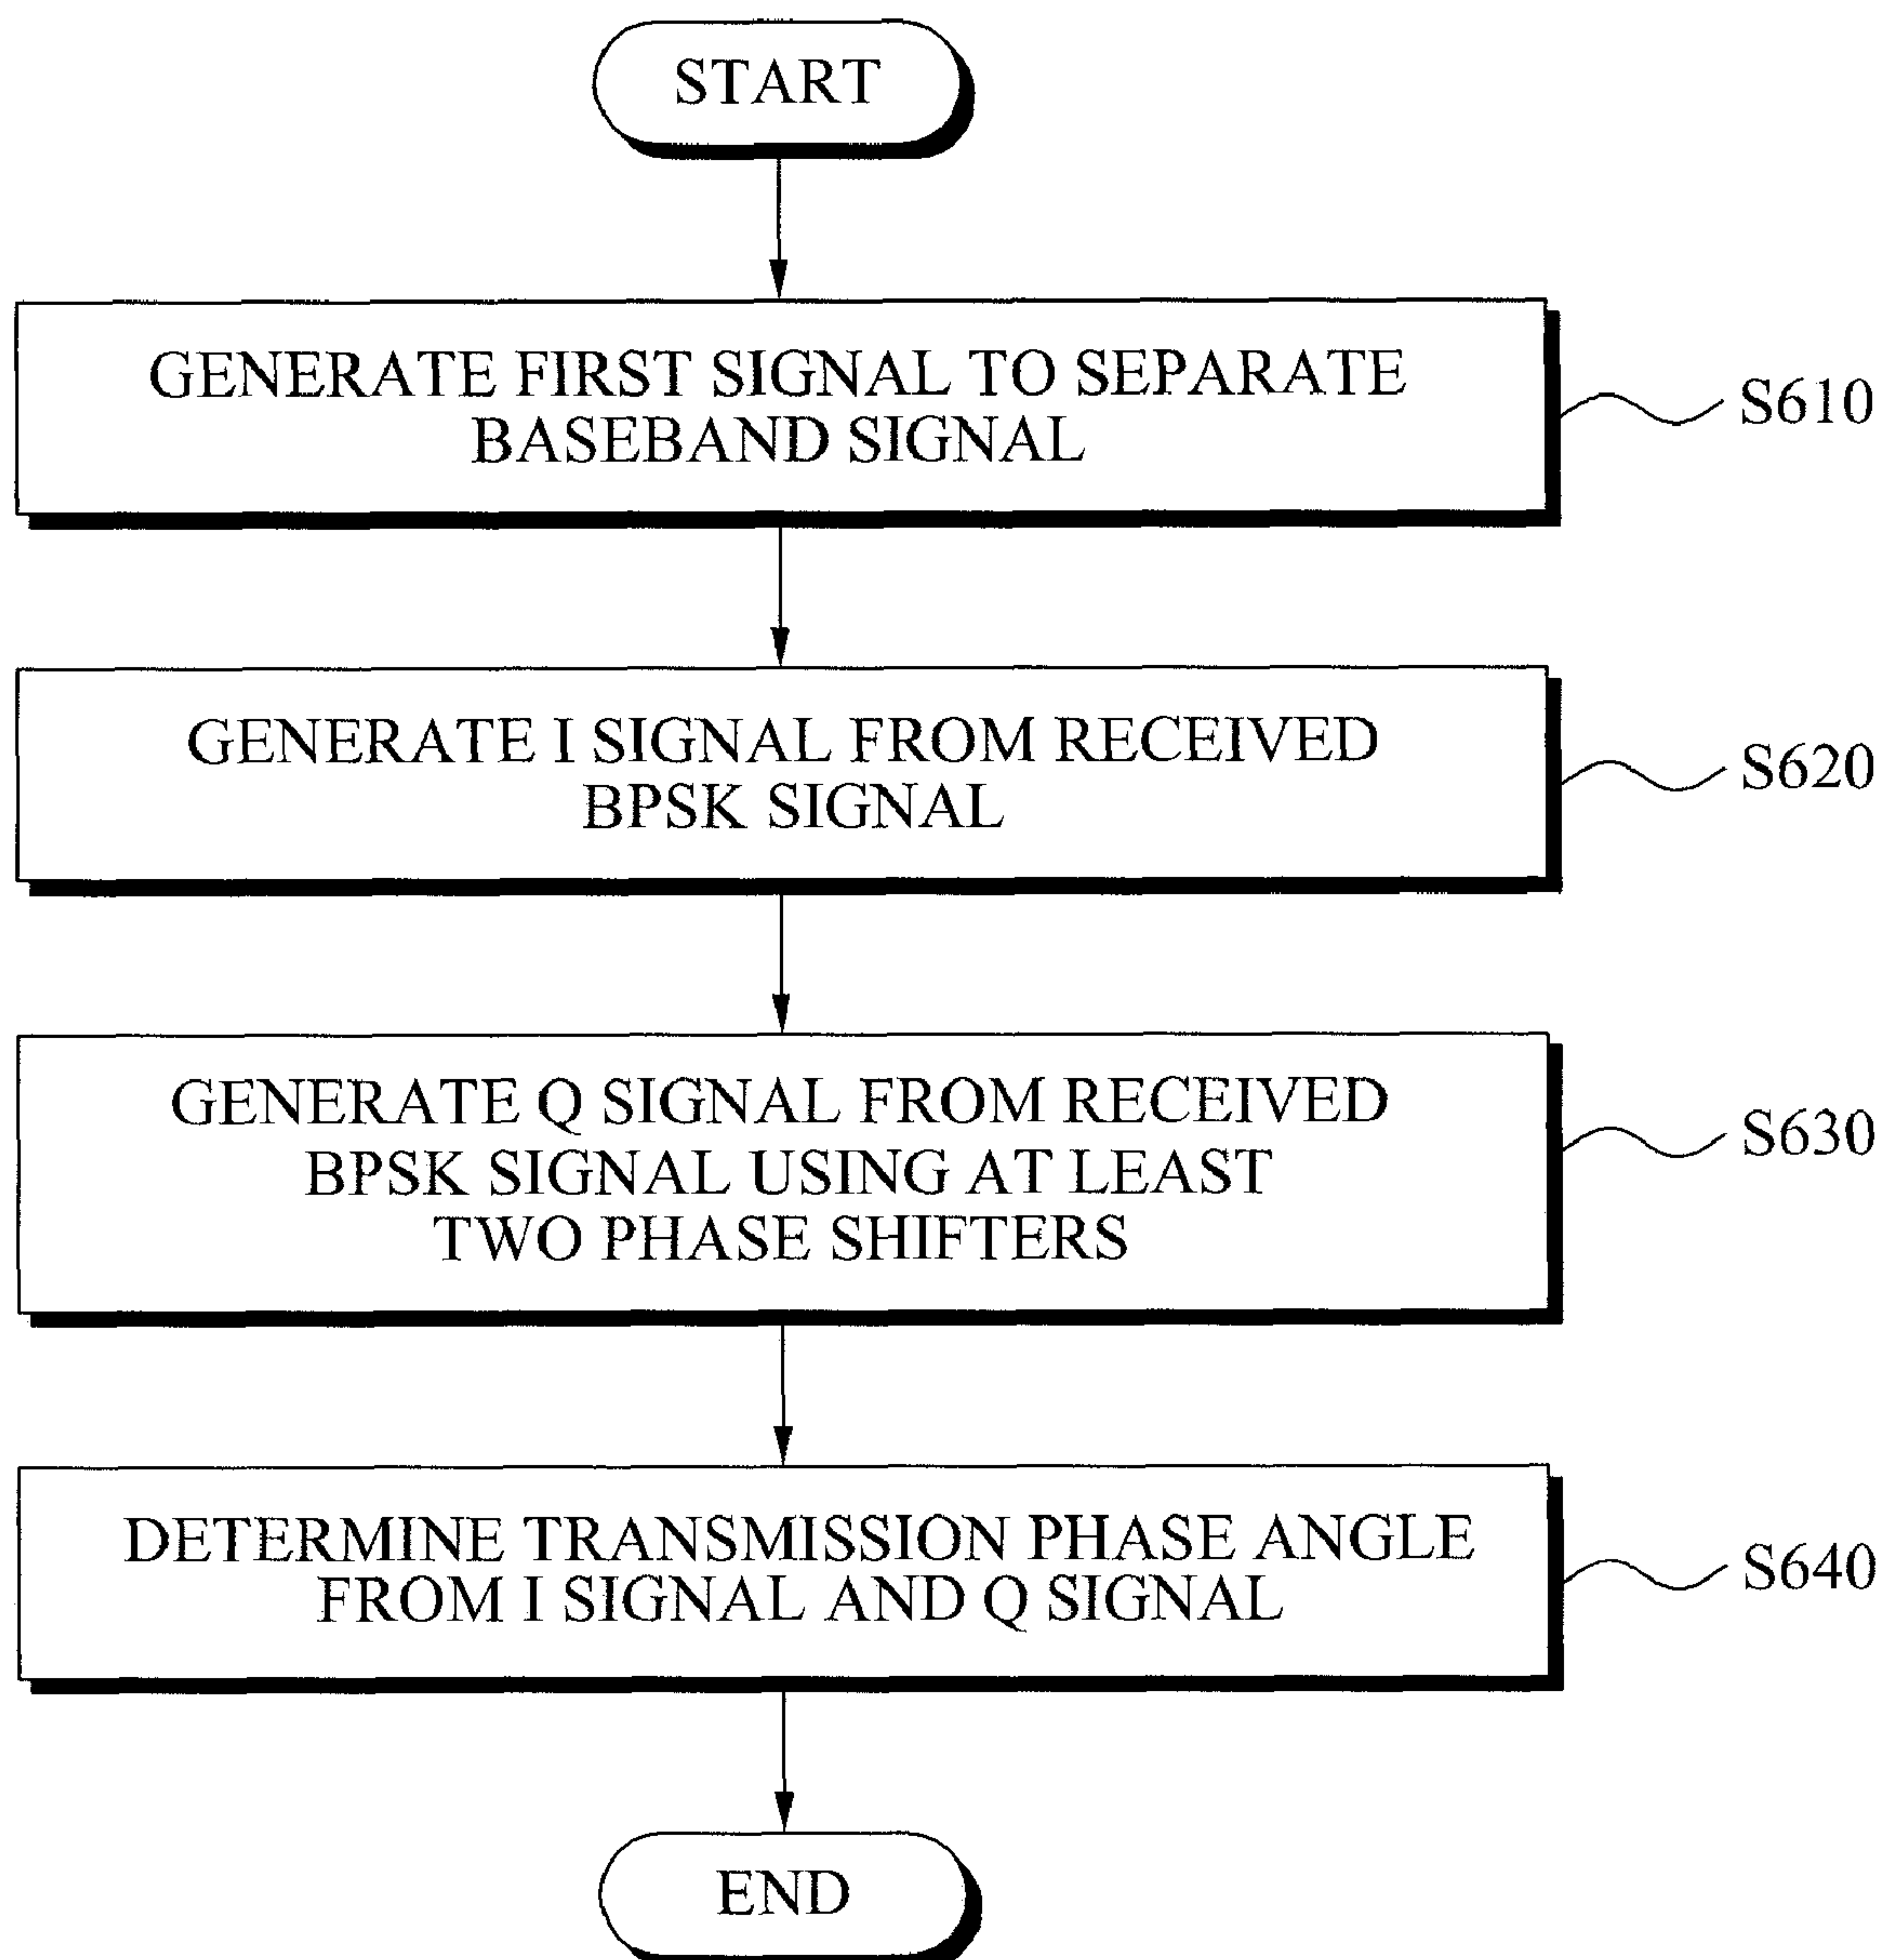 START
GENERATE FIRST SIGNAL TO SEPARATE
BASEBAND SIGNAL
S610
GENERATE I SIGNAL FROM RECEIVED
BPSK SIGNAL
S620
GENERATE Q SIGNAL FROM RECEIVED
BPSK SIGNAL USING AT LEAST
TWO PHASE SHIFTERS
S630
DETERMINE TRANSMISSION PHASE ANGLE
FROM I SIGNAL AND Q SIGNAL
S640
END